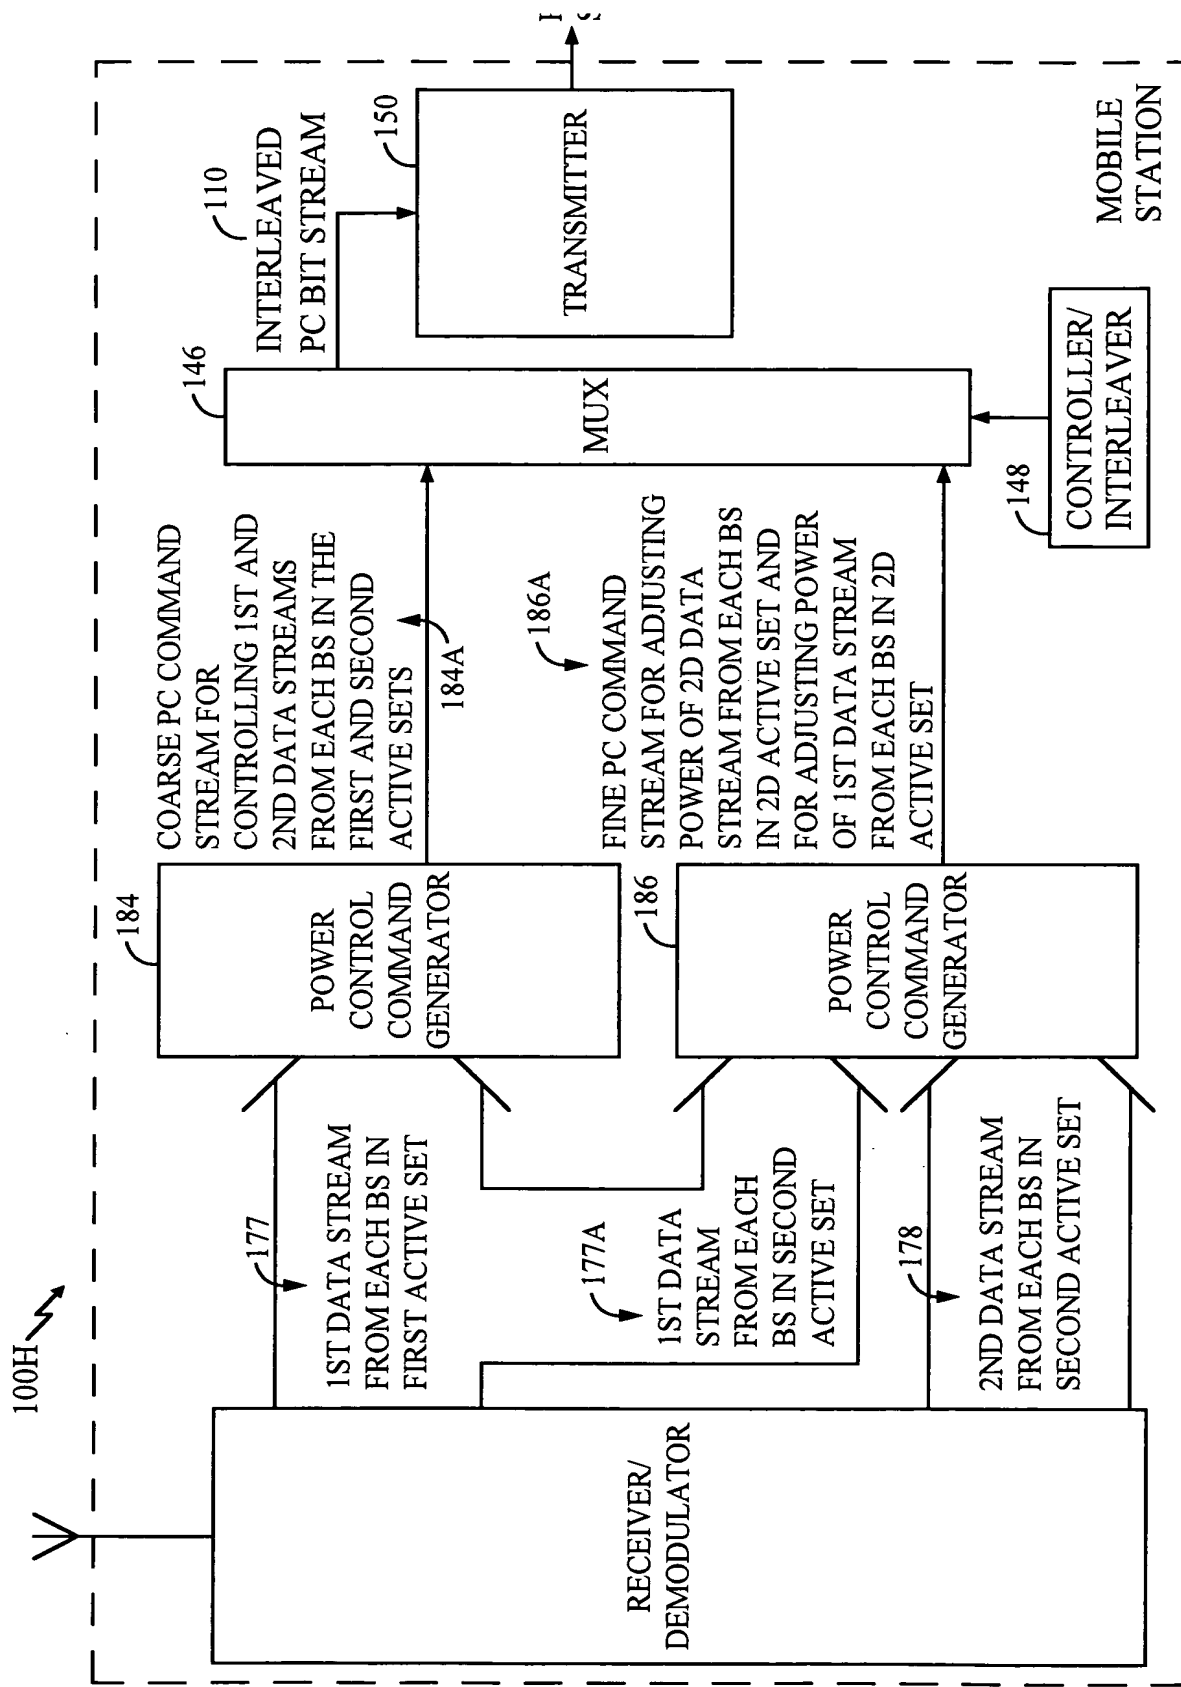 100H
RECEIVER/
DEMODULATOR
177
1ST DATA STREAM
FROM EACH BS IN
FIRST ACTIVE SET
177A
1ST DATA
STREAM
FROM EACH
BS IN SECOND
ACTIVE SET
178
2ND DATA STREAM
FROM EACH BS IN
SECOND ACTIVE SET
184
POWER
CONTROL
COMMAND
GENERATOR
186
POWER
CONTROL
COMMAND
GENERATOR
COARSE PC COMMAND
STREAM FOR
CONTROLLING 1ST AND
2ND DATA STREAMS
FROM EACH BS IN THE
FIRST AND SECOND
ACTIVE SETS
184A
186A
FINE PC COMMAND
STREAM FOR ADJUSTING
POWER OF 2D DATA
STREAM FROM EACH BS
IN 2D ACTIVE SET AND
FOR ADJUSTING POWER
OF 1ST DATA STREAM
FROM EACH BS IN 2D
ACTIVE SET
146
MUX
148
CONTROLLER/
INTERLEAVER
110
INTERLEAVED
PC BIT STREAM
150
TRANSMITTER
MOBILE
STATION